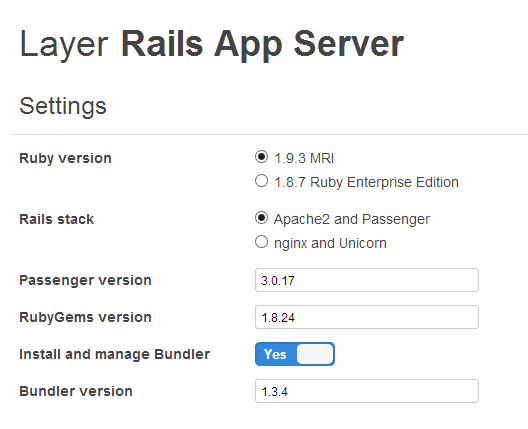 Layer Rails App Server
Settings
Ruby version
1.9.3 MRI
1.8.7 Ruby Enterprise Edition
Rails stack
Apache2 and Passenger
nginx and Unicorn
Passenger version
3.0.17
RubyGems version
1.8.24
Install and manage Bundler
Yes
Bundler version
1.3.4